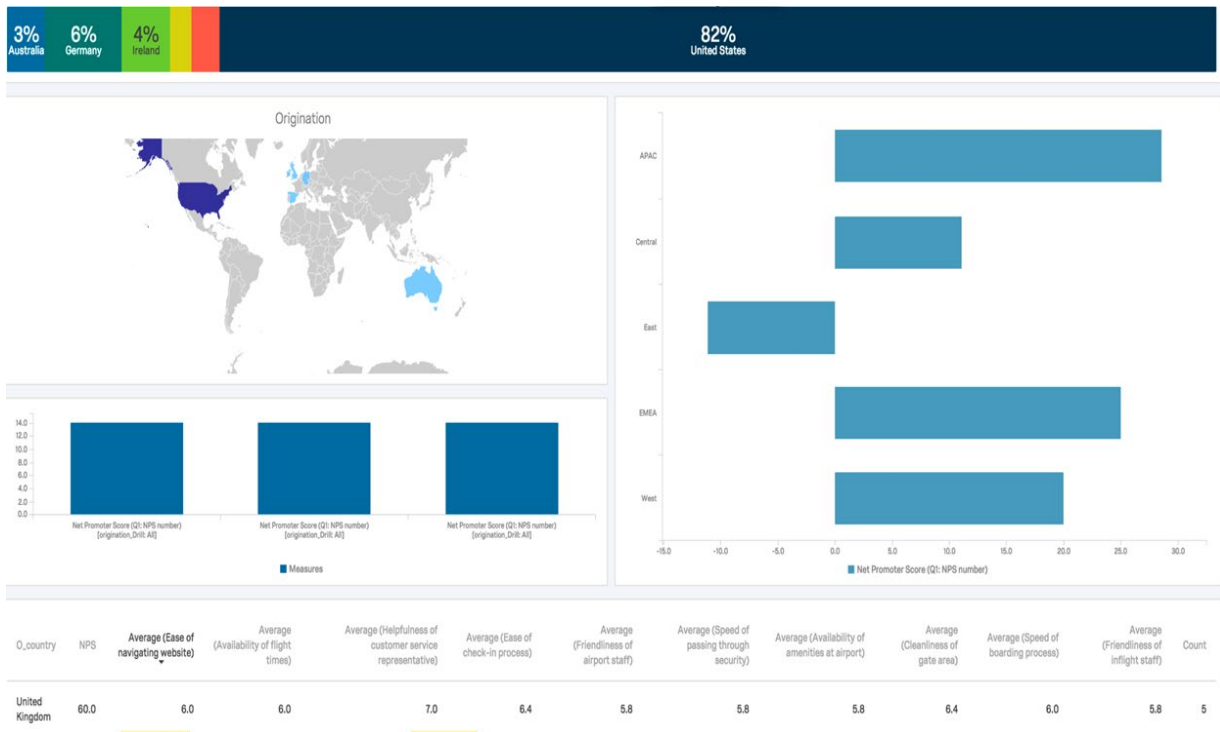 3%
Australia
6%
Germany
4%
Ireland
82%
United States
Origination
APAC
Central
East
EMEA
West
-15.0 -10.0 -5.0 0.0 5.0 10.0 15.0 20.0 25.0 30.0
Net Promoter Score (Q1: NPS number)
14.0
12.0
10.0
8.0
6.0
4.0
2.0
0.0
Net Promoter Score (Q1: NPS number)
[origination_Drill: All]
Net Promoter Score (Q1: NPS number)
[origination_Drill: All]
Net Promoter Score (Q1: NPS number)
[origination_Drill: All]
Measures
O_country
NPS
Average (Ease of
navigating website)
Average
(Availability of flight
times)
Average (Helpfulness of
customer service
representative)
Average (Ease of
check-in process)
Average
(Friendliness of
airport staff)
Average (Speed of
passing through
security)
Average (Availability of
amenities at airport)
Average
(Cleanliness of
gate area)
Average (Speed of
boarding process)
Average
(Friendliness of
inflight staff)
Count
United
Kingdom
60.0 6.0 6.0 7.0 6.4 5.8 5.8 5.8 6.4 6.0 5.8 5